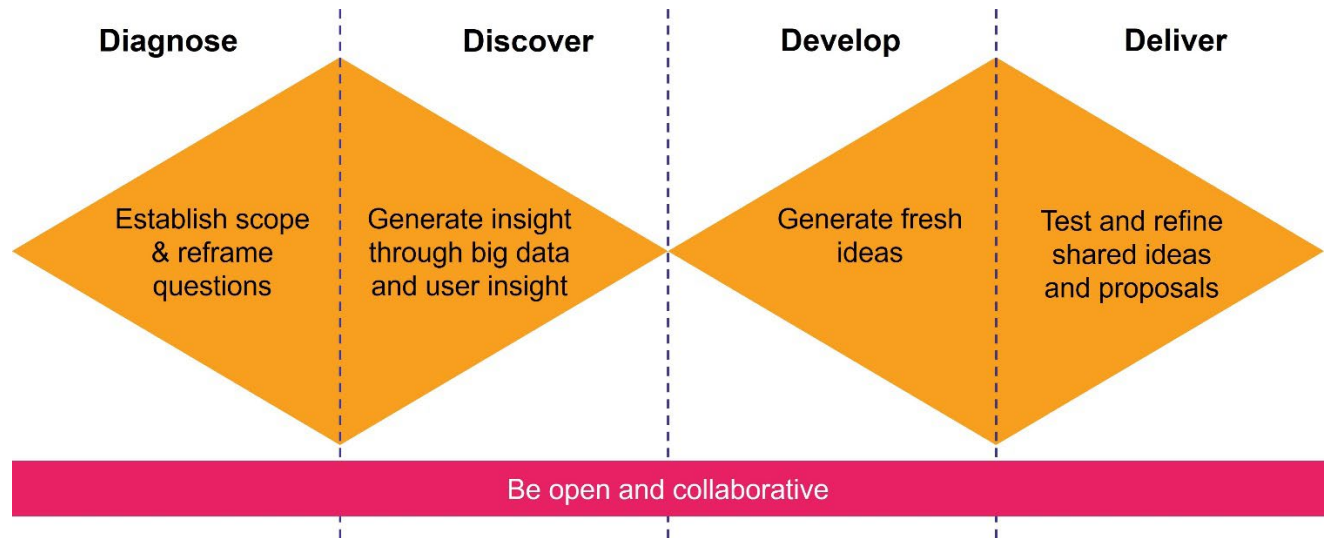 Diagnose
Discover
Develop
Deliver
Establish scope
& reframe
questions
Generate insight
through big data
and user insight
Generate fresh
ideas
Test and refine
shared ideas
and proposals
Be open and collaborative